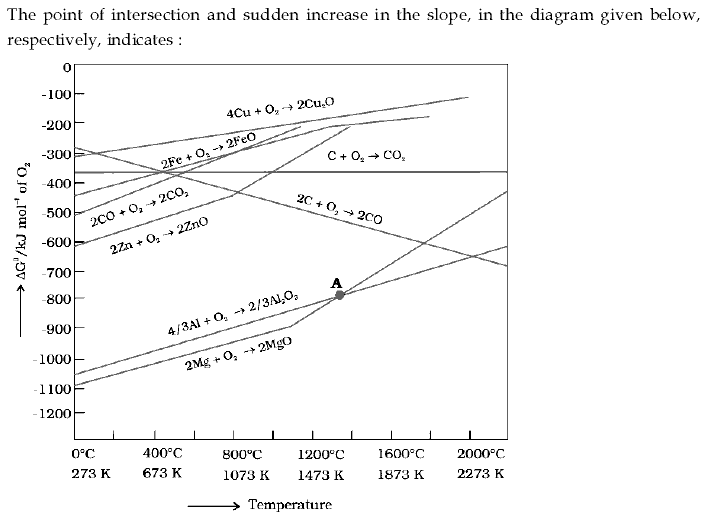 The point of intersection and sudden increase in the slope, in the diagram given below,
respectively, indicates :
0
-100
-200
-300
-400
-500
-600
-700
-800
-900
-1000
-1100
-1200
ΔG⁰/kJ mol⁻¹ of O₂
4Cu + O₂ → 2Cu₂O
2Fe + O₂ → 2FeO
C + O₂ → CO₂
2CO + O₂ → 2CO₂
2C + O₂ → 2CO
2Zn + O₂ → 2ZnO
A
4/3Al + O₂ → 2/3Al₂O₃
2Mg + O₂ → 2MgO
0°C 400°C 800°C 1200°C 1600°C 2000°C
273 K 673 K 1073 K 1473 K 1873 K 2273 K
→ Temperature